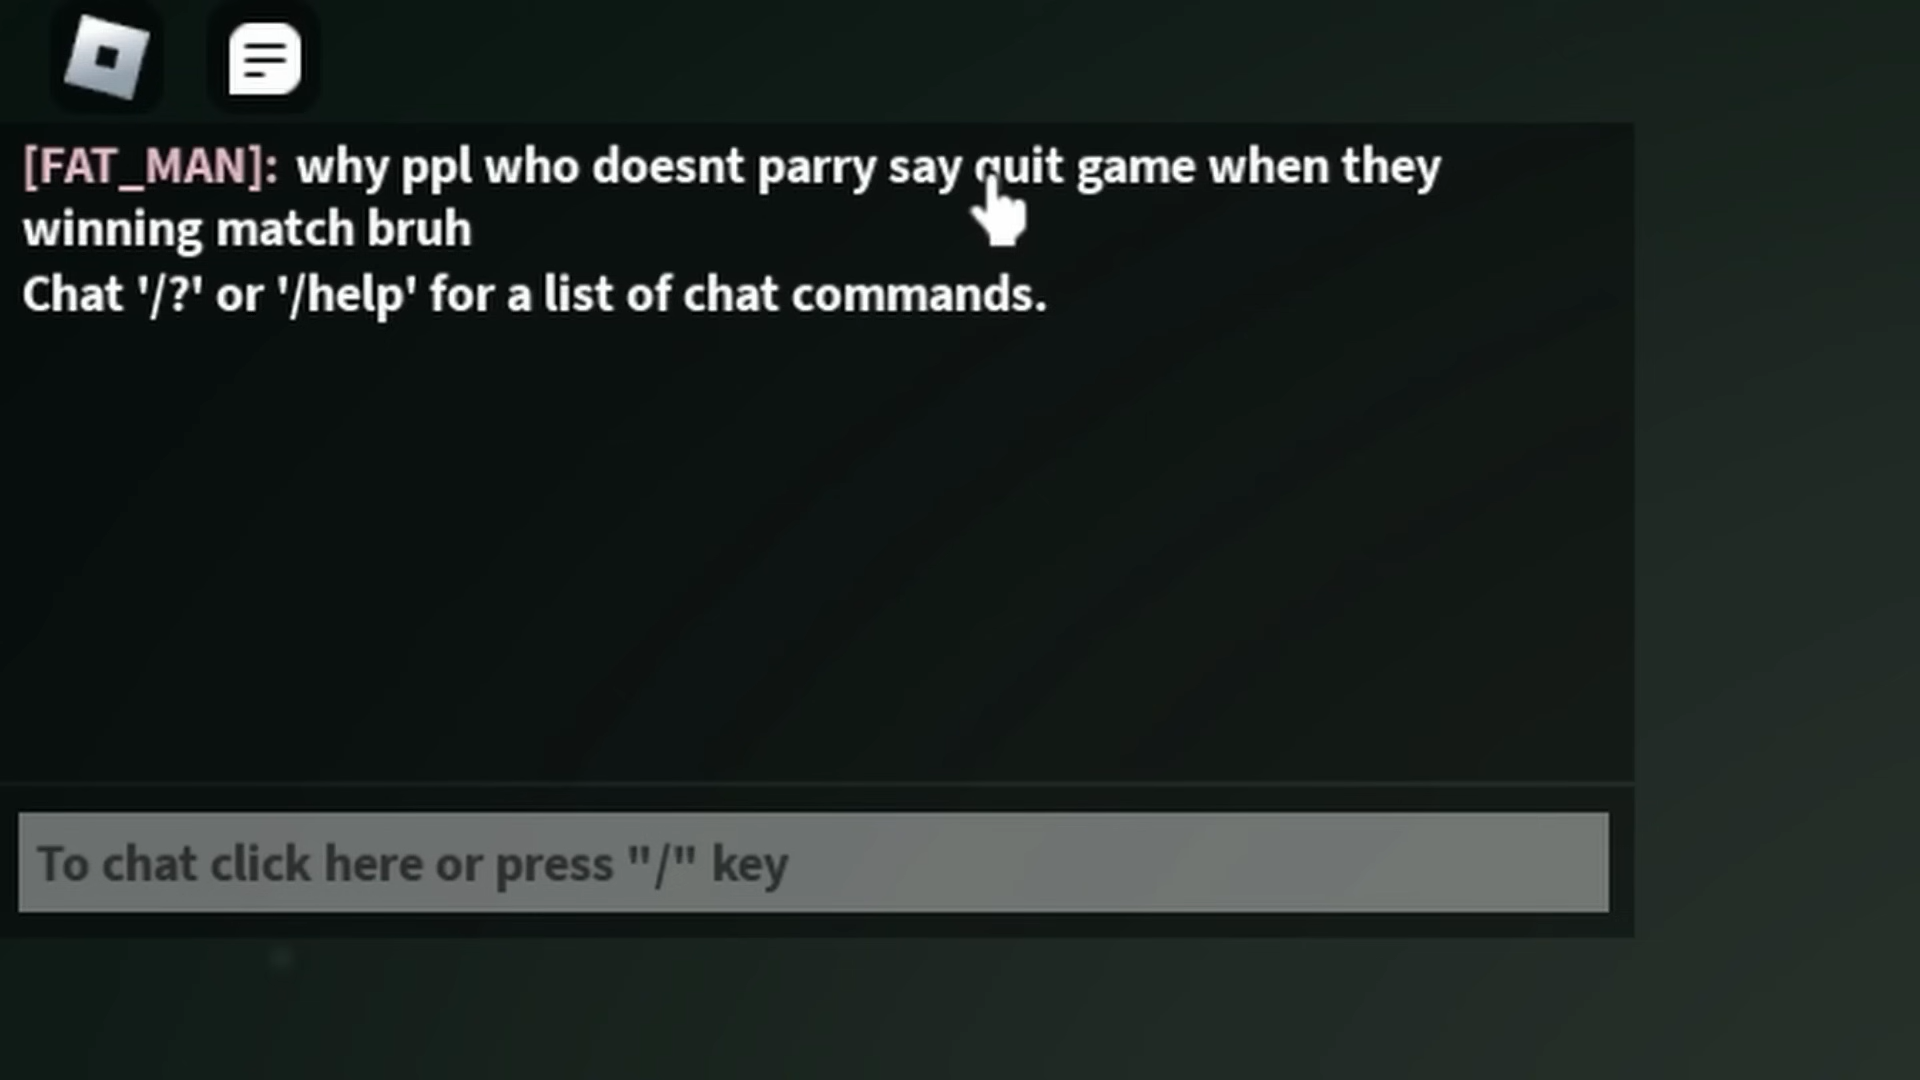 [FAT_MAN]: why ppl who doesnt parry say quit game when they
winning match bruh
Chat '/?' or '/help' for a list of chat commands.
To chat click here or press "/" key